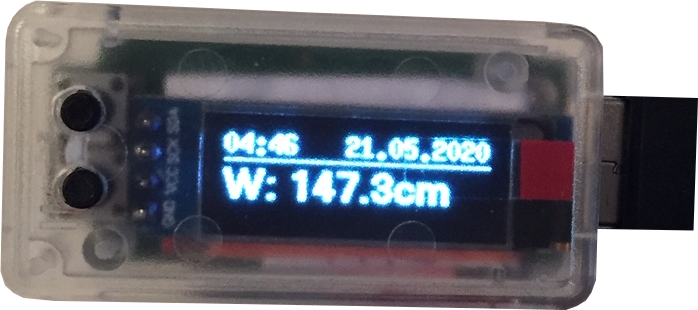 04:46 21.05.2020
W: 147.3cm
GND VCC SCK SDA